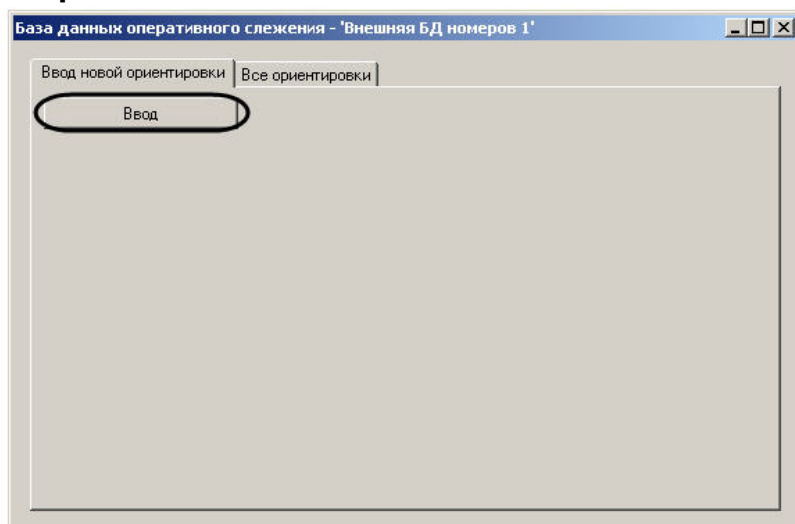 База данных оперативного слежения - 'Внешняя БД номеров 1'
Ввод новой ориентировки Все ориентировки
Ввод